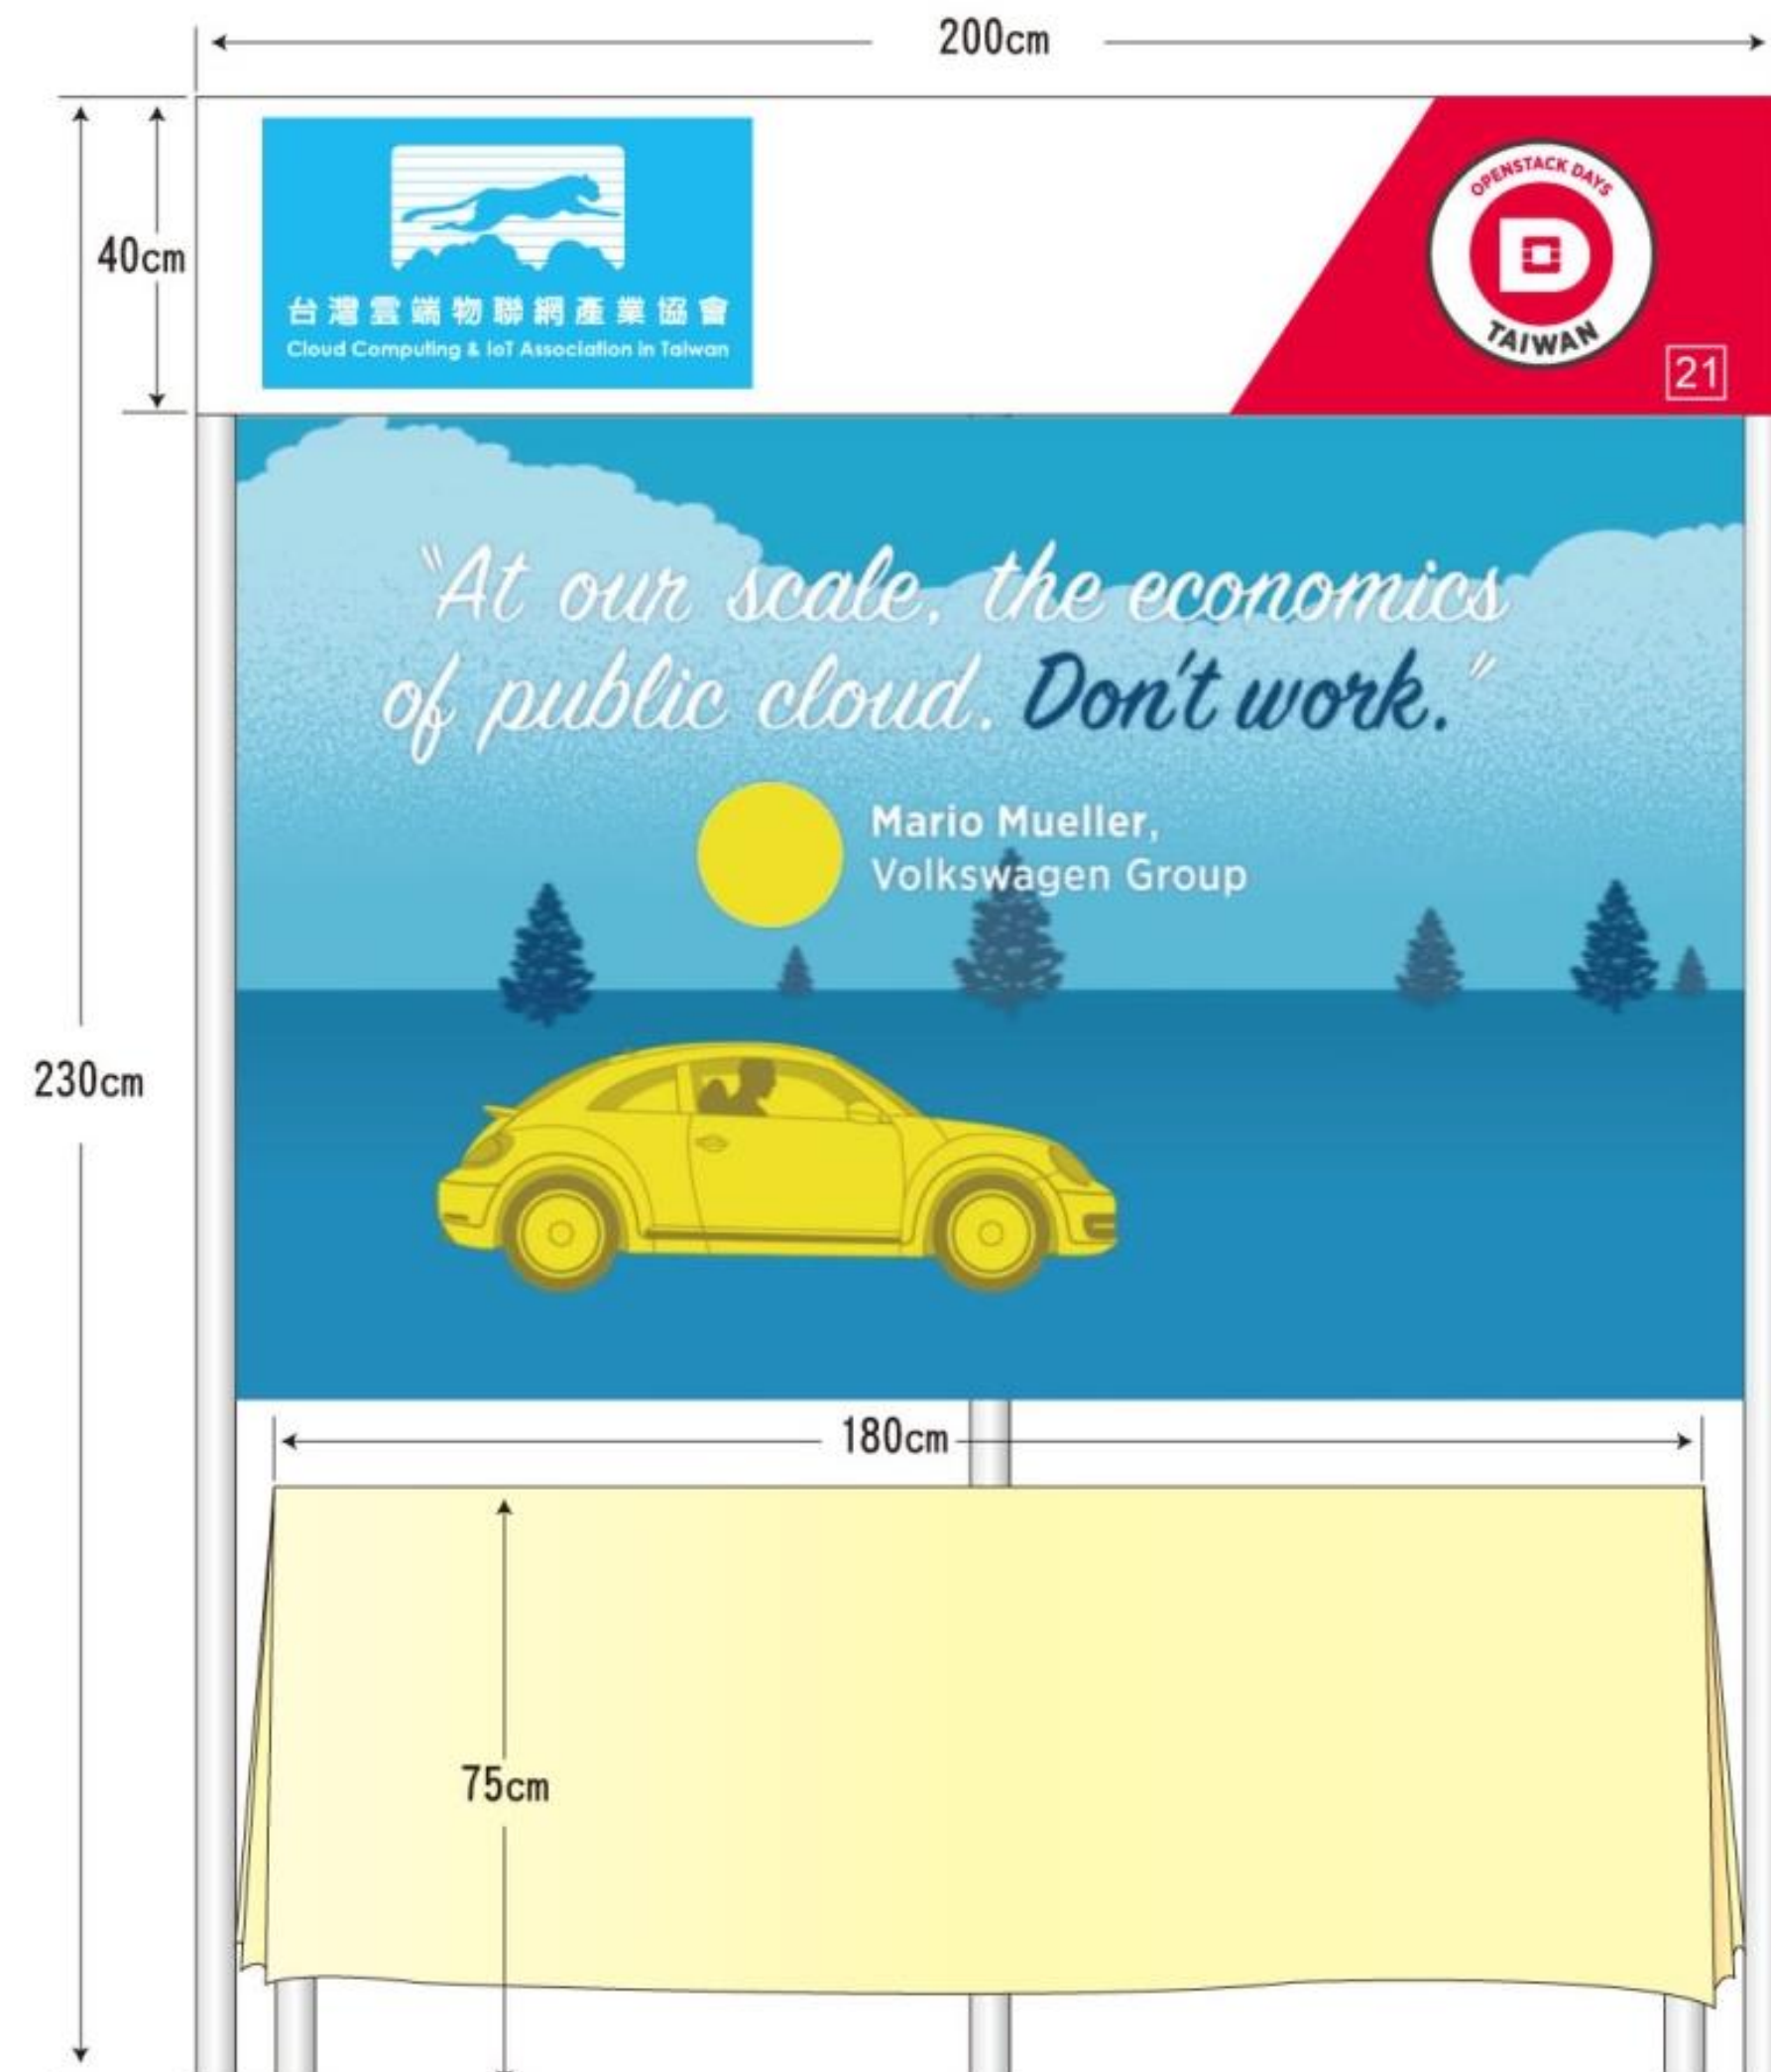 200cm
40cm
台灣雲端物聯網產業協會
Cloud Computing & IoT Association in Taiwan
OPENSTACK DAYS
D
TAIWAN
21
“At our scale, the economics
of public cloud. Don't work.”
Mario Mueller,
Volkswagen Group
230cm
180cm
75cm